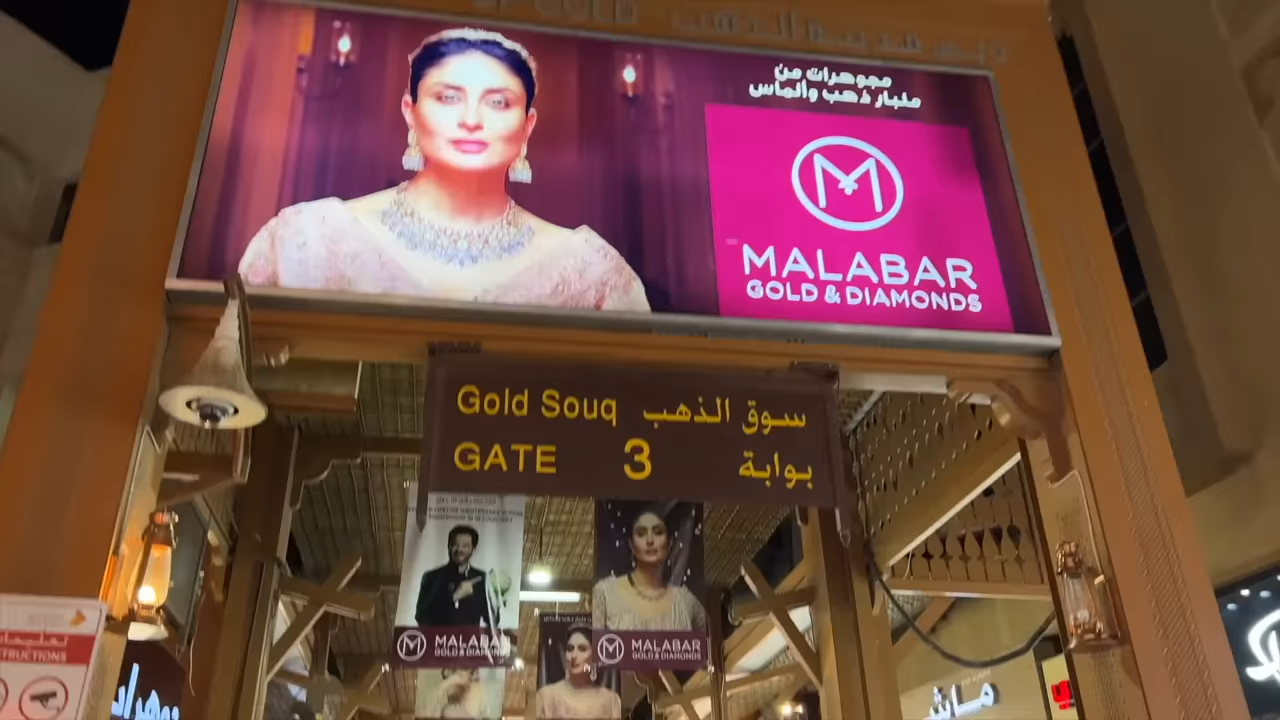 مجوهرات من
ملبار ذهب والماس
M
MALABAR
GOLD & DIAMONDS
Gold Souq سوق الذهب
GATE 3 بوابة
MALABAR
GOLD & DIAMONDS
MALABAR
GOLD & DIAMONDS